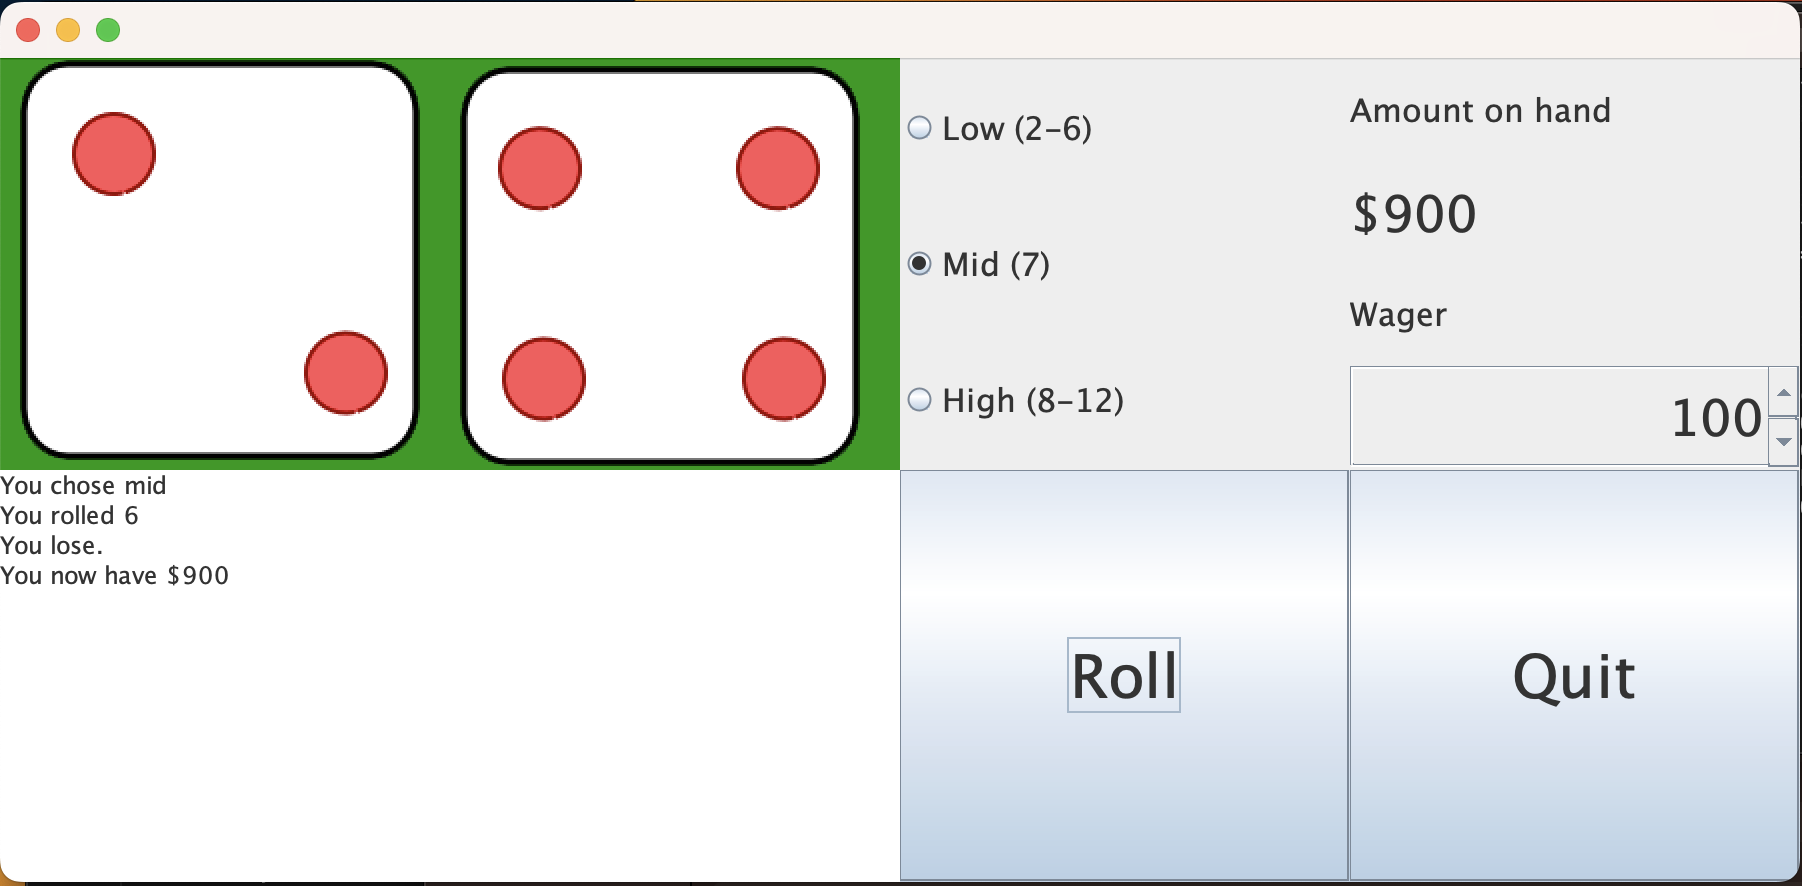 Low (2-6)
Mid (7)
High (8-12)
Amount on hand
$900
Wager
100
You chose mid
You rolled 6
You lose.
You now have $900
Roll
Quit